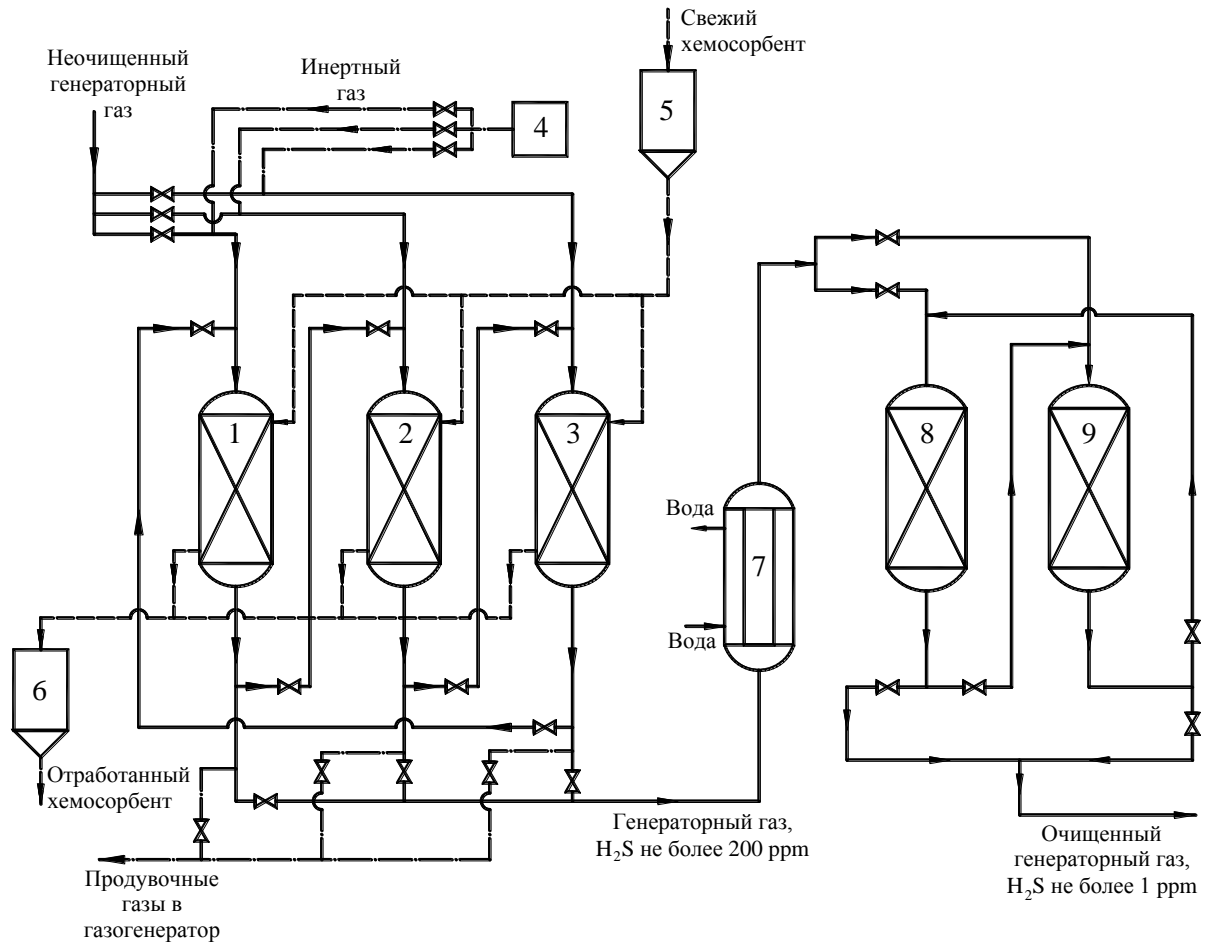 Свежий
хемосорбент
Неочищенный
генераторный
газ
Инертный
газ
4
5
1
2
3
8
9
Вода
7
Вода
6
Отработанный
хемосорбент
Генераторный газ,
H₂S не более 200 ppm
Очищенный
генераторный газ,
H₂S не более 1 ppm
Продувочные
газы в
газогенератор